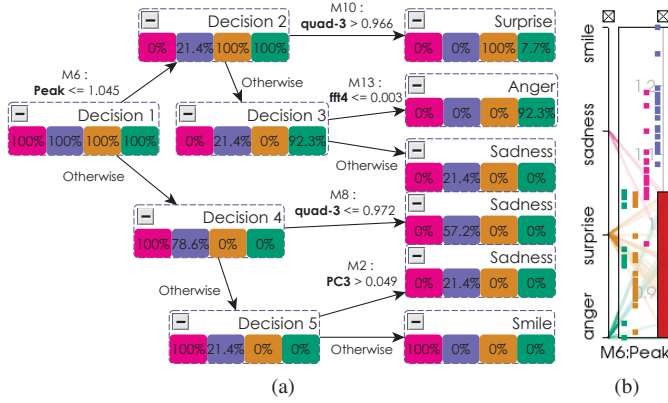 M10 :
quad-3 > 0.966
Decision 2
0% 21.4% 100% 100%
Surprise
0% 0% 100% 7.7%
M6 :
Peak <= 1.045
Otherwise
M13 :
fft4 <= 0.003
Decision 1
100% 100% 100% 100%
Decision 3
0% 21.4% 0% 92.3%
Anger
0% 0% 0% 92.3%
Otherwise
Otherwise
Sadness
0% 21.4% 0% 0%
M8 :
quad-3 <= 0.972
Decision 4
100% 78.6% 0% 0%
Sadness
0% 57.2% 0% 0%
Otherwise
M2 :
PC3 > 0.049
Sadness
0% 21.4% 0% 0%
Decision 5
100% 21.4% 0% 0%
Otherwise
Smile
100% 0% 0% 0%
(a)
smile
sadness
surprise
anger
1.2
0.9
M6:Peak
(b)